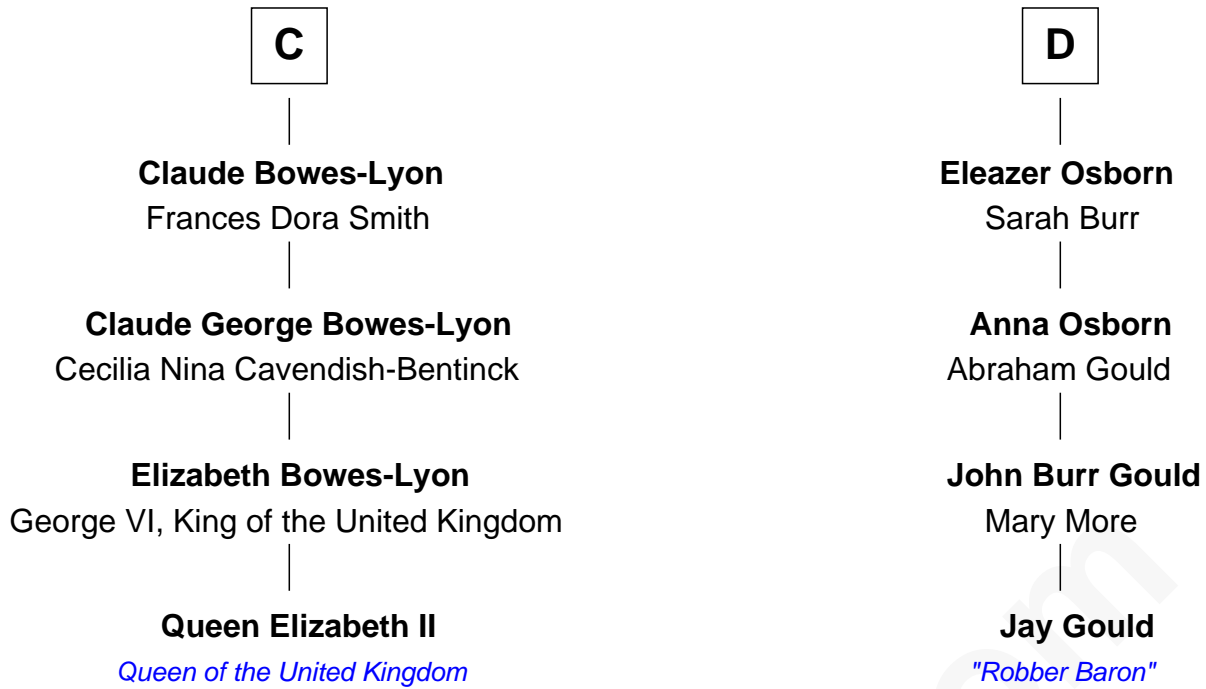 C
Claude Bowes-Lyon
Frances Dora Smith
Claude George Bowes-Lyon
Cecilia Nina Cavendish-Bentinck
Elizabeth Bowes-Lyon
George VI, King of the United Kingdom
Queen Elizabeth II
Queen of the United Kingdom
D
Eleazer Osborn
Sarah Burr
Anna Osborn
Abraham Gould
John Burr Gould
Mary More
Jay Gould
"Robber Baron"